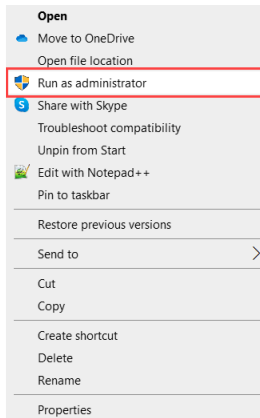 Open
Move to OneDrive
Open file location
Run as administrator
Share with Skype
Troubleshoot compatibility
Unpin from Start
Edit with Notepad++
Pin to taskbar
Restore previous versions
Send to
Cut
Copy
Create shortcut
Delete
Rename
Properties